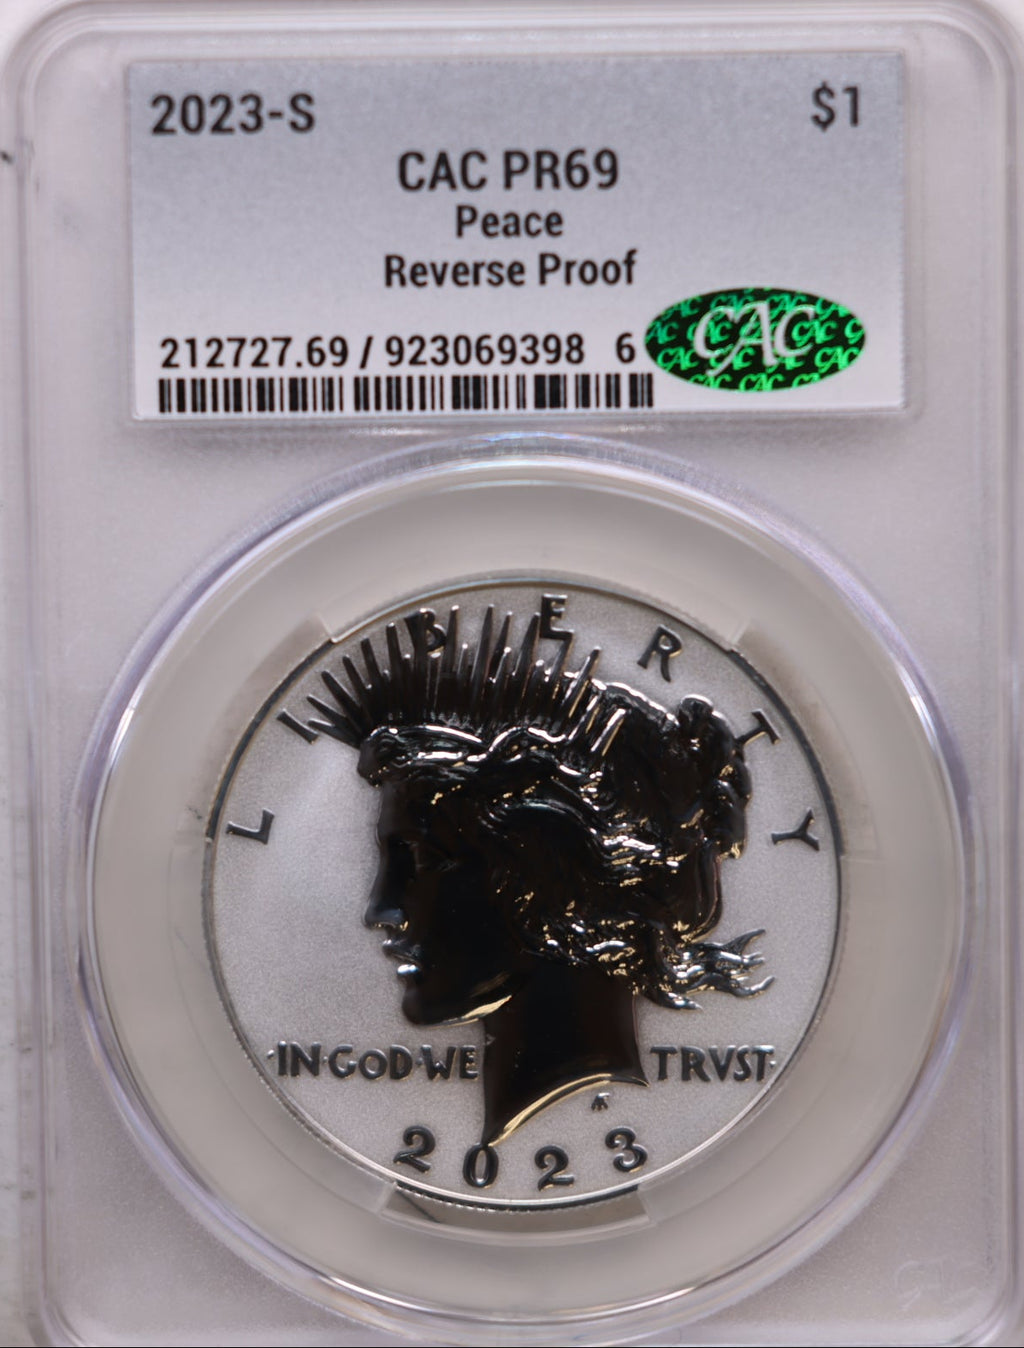 2023-S $1
CAC PR69
Peace
Reverse Proof
212727.69 / 923069398 6
CAC
LIBERTY
·IN·GOD·WE TRVST·
2023